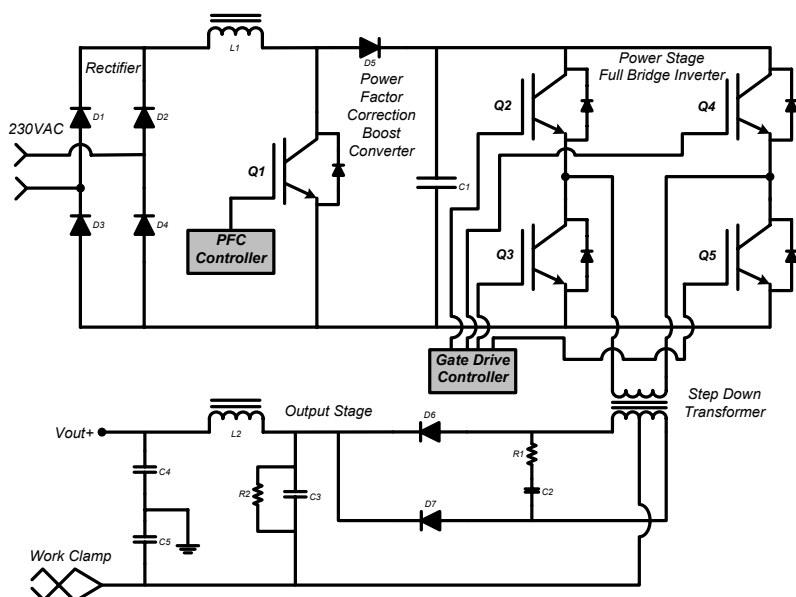 L1
Rectifier
D5
Power Stage
Full Bridge Inverter
Power
Factor
Correction
Boost
Converter
D1
D2
Q2
Q4
230VAC
Q1
C1
D3
D4
PFC
Controller
Q3
Q5
Gate Drive
Controller
Step Down
Transformer
Output Stage
D6
Vout+
L2
R1
C4
R2
C3
C2
D7
C5
Work Clamp